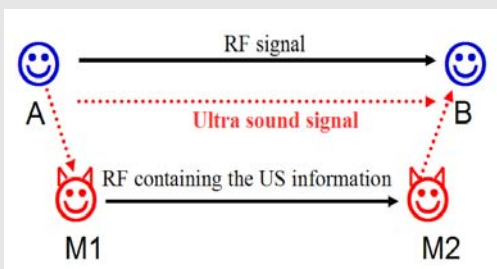 RF signal
A
B
Ultra sound signal
RF containing the US information
M1
M2